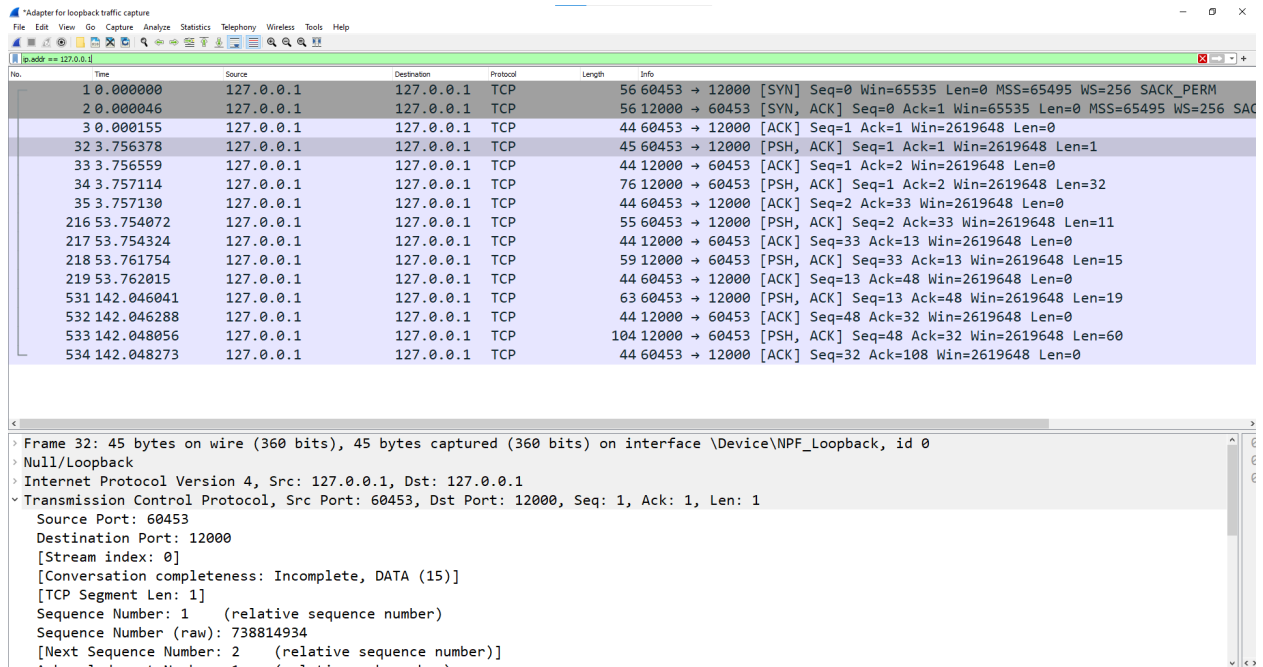 *Adapter for loopback traffic capture
File Edit View Go Capture Analyze Statistics Telephony Wireless Tools Help
ip.addr == 127.0.0.1
No. Time Source Destination Protocol Length Info
1 0.000000 127.0.0.1 127.0.0.1 TCP 56 60453 → 12000 [SYN] Seq=0 Win=65535 Len=0 MSS=65495 WS=256 SACK_PERM
2 0.000046 127.0.0.1 127.0.0.1 TCP 56 12000 → 60453 [SYN, ACK] Seq=0 Ack=1 Win=65535 Len=0 MSS=65495 WS=256 SAC
3 0.000155 127.0.0.1 127.0.0.1 TCP 44 60453 → 12000 [ACK] Seq=1 Ack=1 Win=2619648 Len=0
32 3.756378 127.0.0.1 127.0.0.1 TCP 45 60453 → 12000 [PSH, ACK] Seq=1 Ack=1 Win=2619648 Len=1
33 3.756559 127.0.0.1 127.0.0.1 TCP 44 12000 → 60453 [ACK] Seq=1 Ack=2 Win=2619648 Len=0
34 3.757114 127.0.0.1 127.0.0.1 TCP 76 12000 → 60453 [PSH, ACK] Seq=1 Ack=2 Win=2619648 Len=32
35 3.757130 127.0.0.1 127.0.0.1 TCP 44 60453 → 12000 [ACK] Seq=2 Ack=33 Win=2619648 Len=0
216 53.754072 127.0.0.1 127.0.0.1 TCP 55 60453 → 12000 [PSH, ACK] Seq=2 Ack=33 Win=2619648 Len=11
217 53.754324 127.0.0.1 127.0.0.1 TCP 44 12000 → 60453 [ACK] Seq=33 Ack=13 Win=2619648 Len=0
218 53.761754 127.0.0.1 127.0.0.1 TCP 59 12000 → 60453 [PSH, ACK] Seq=33 Ack=13 Win=2619648 Len=15
219 53.762015 127.0.0.1 127.0.0.1 TCP 44 60453 → 12000 [ACK] Seq=13 Ack=48 Win=2619648 Len=0
531 142.046041 127.0.0.1 127.0.0.1 TCP 63 60453 → 12000 [PSH, ACK] Seq=13 Ack=48 Win=2619648 Len=19
532 142.046288 127.0.0.1 127.0.0.1 TCP 44 12000 → 60453 [ACK] Seq=48 Ack=32 Win=2619648 Len=0
533 142.048056 127.0.0.1 127.0.0.1 TCP 104 12000 → 60453 [PSH, ACK] Seq=48 Ack=32 Win=2619648 Len=60
534 142.048273 127.0.0.1 127.0.0.1 TCP 44 60453 → 12000 [ACK] Seq=32 Ack=108 Win=2619648 Len=0
Frame 32: 45 bytes on wire (360 bits), 45 bytes captured (360 bits) on interface \Device\NPF_Loopback, id 0
Null/Loopback
Internet Protocol Version 4, Src: 127.0.0.1, Dst: 127.0.0.1
Transmission Control Protocol, Src Port: 60453, Dst Port: 12000, Seq: 1, Ack: 1, Len: 1
Source Port: 60453
Destination Port: 12000
[Stream index: 0]
[Conversation completeness: Incomplete, DATA (15)]
[TCP Segment Len: 1]
Sequence Number: 1 (relative sequence number)
Sequence Number (raw): 738814934
[Next Sequence Number: 2 (relative sequence number)]